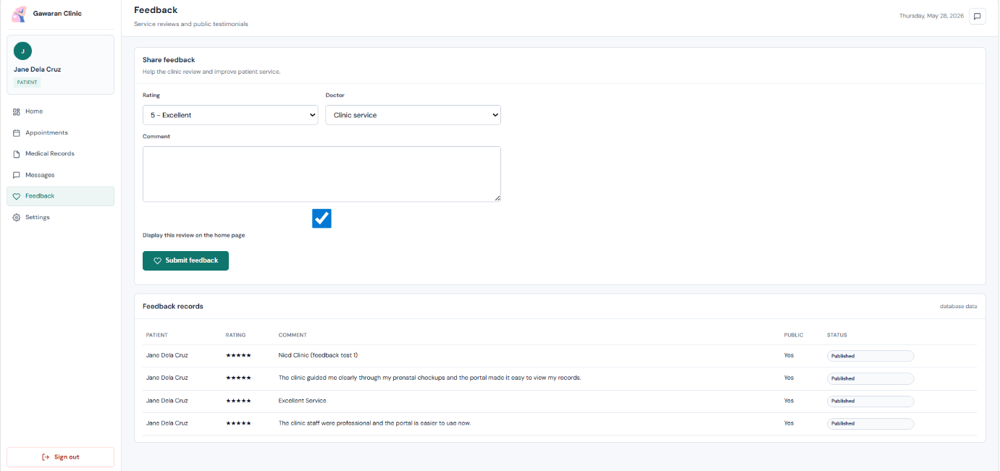 Gawaran Clinic
J
Jane Dela Cruz
PATIENT
Home
Appointments
Medical Records
Messages
Feedback
Settings
Sign out
Feedback
Service reviews and public testimonials
Thursday, May 28, 2026
Share feedback
Help the clinic review and improve patient service.
Rating Doctor
5 - Excellent Clinic service
Comment
Display this review on the home page
Submit feedback
Feedback records database data
PATIENT RATING COMMENT PUBLIC STATUS
Jane Dela Cruz ★★★★★ Nicd Clinic (feedback test 1) Yes Published
Jane Dela Cruz ★★★★★ The clinic guided me clearly through my prenatal checkups and the portal made it easy to view my records. Yes Published
Jane Dela Cruz ★★★★★ Excellent Service Yes Published
Jane Dela Cruz ★★★★★ The clinic staff were professional and the portal is easier to use now. Yes Published